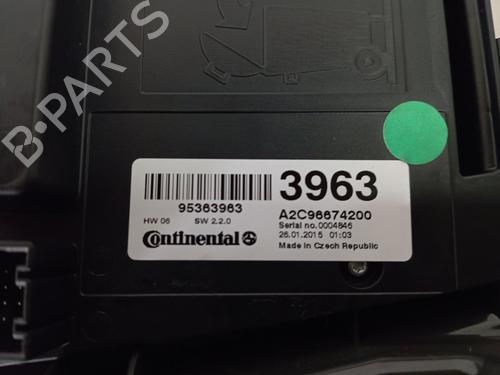 B-PARTS
95363963
HW 06 SW 2.2.0
Continental
3963
A2C96674200
Serial no.0004846
26.01.2015 01:03
Made in Czech Republic